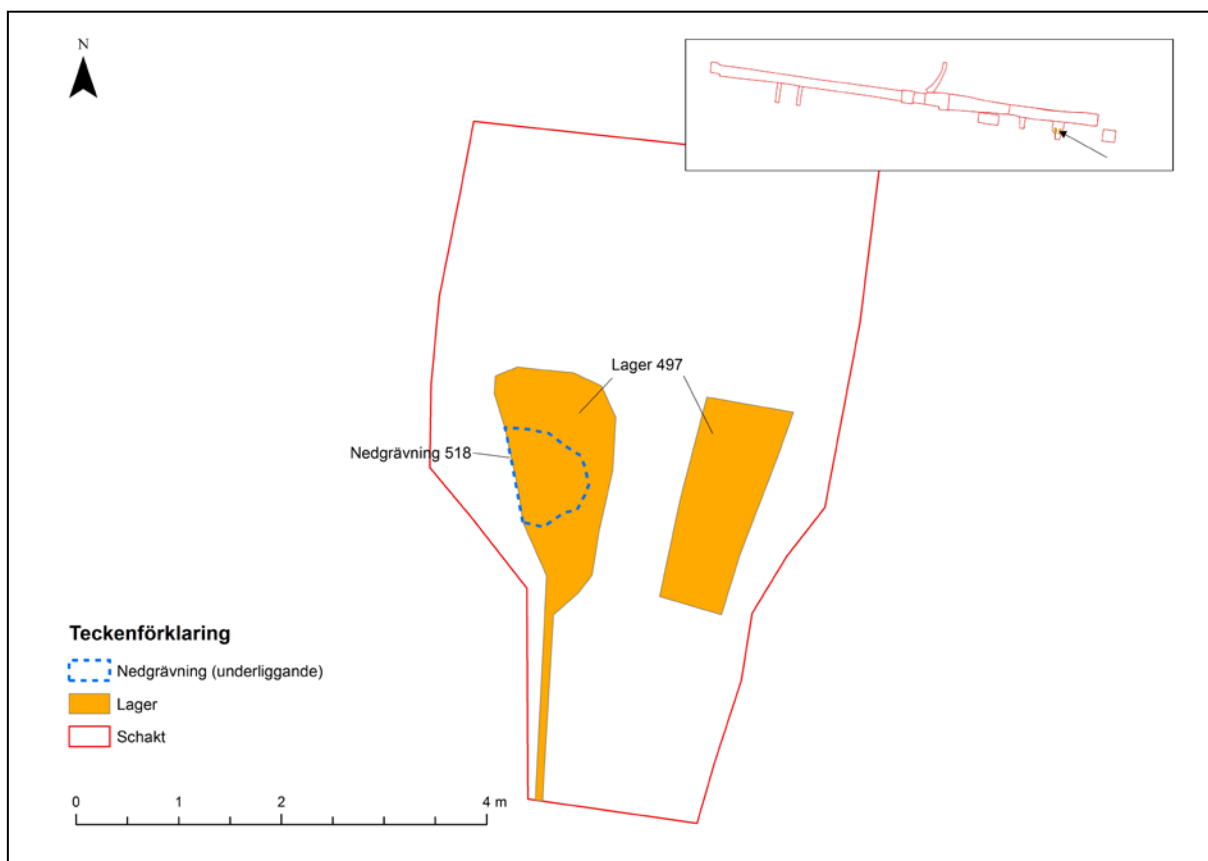 N
Lager 497
Nedgrävning 518
Teckenförklaring
Nedgrävning (underliggande)
Lager
Schakt
0 1 2 4 m